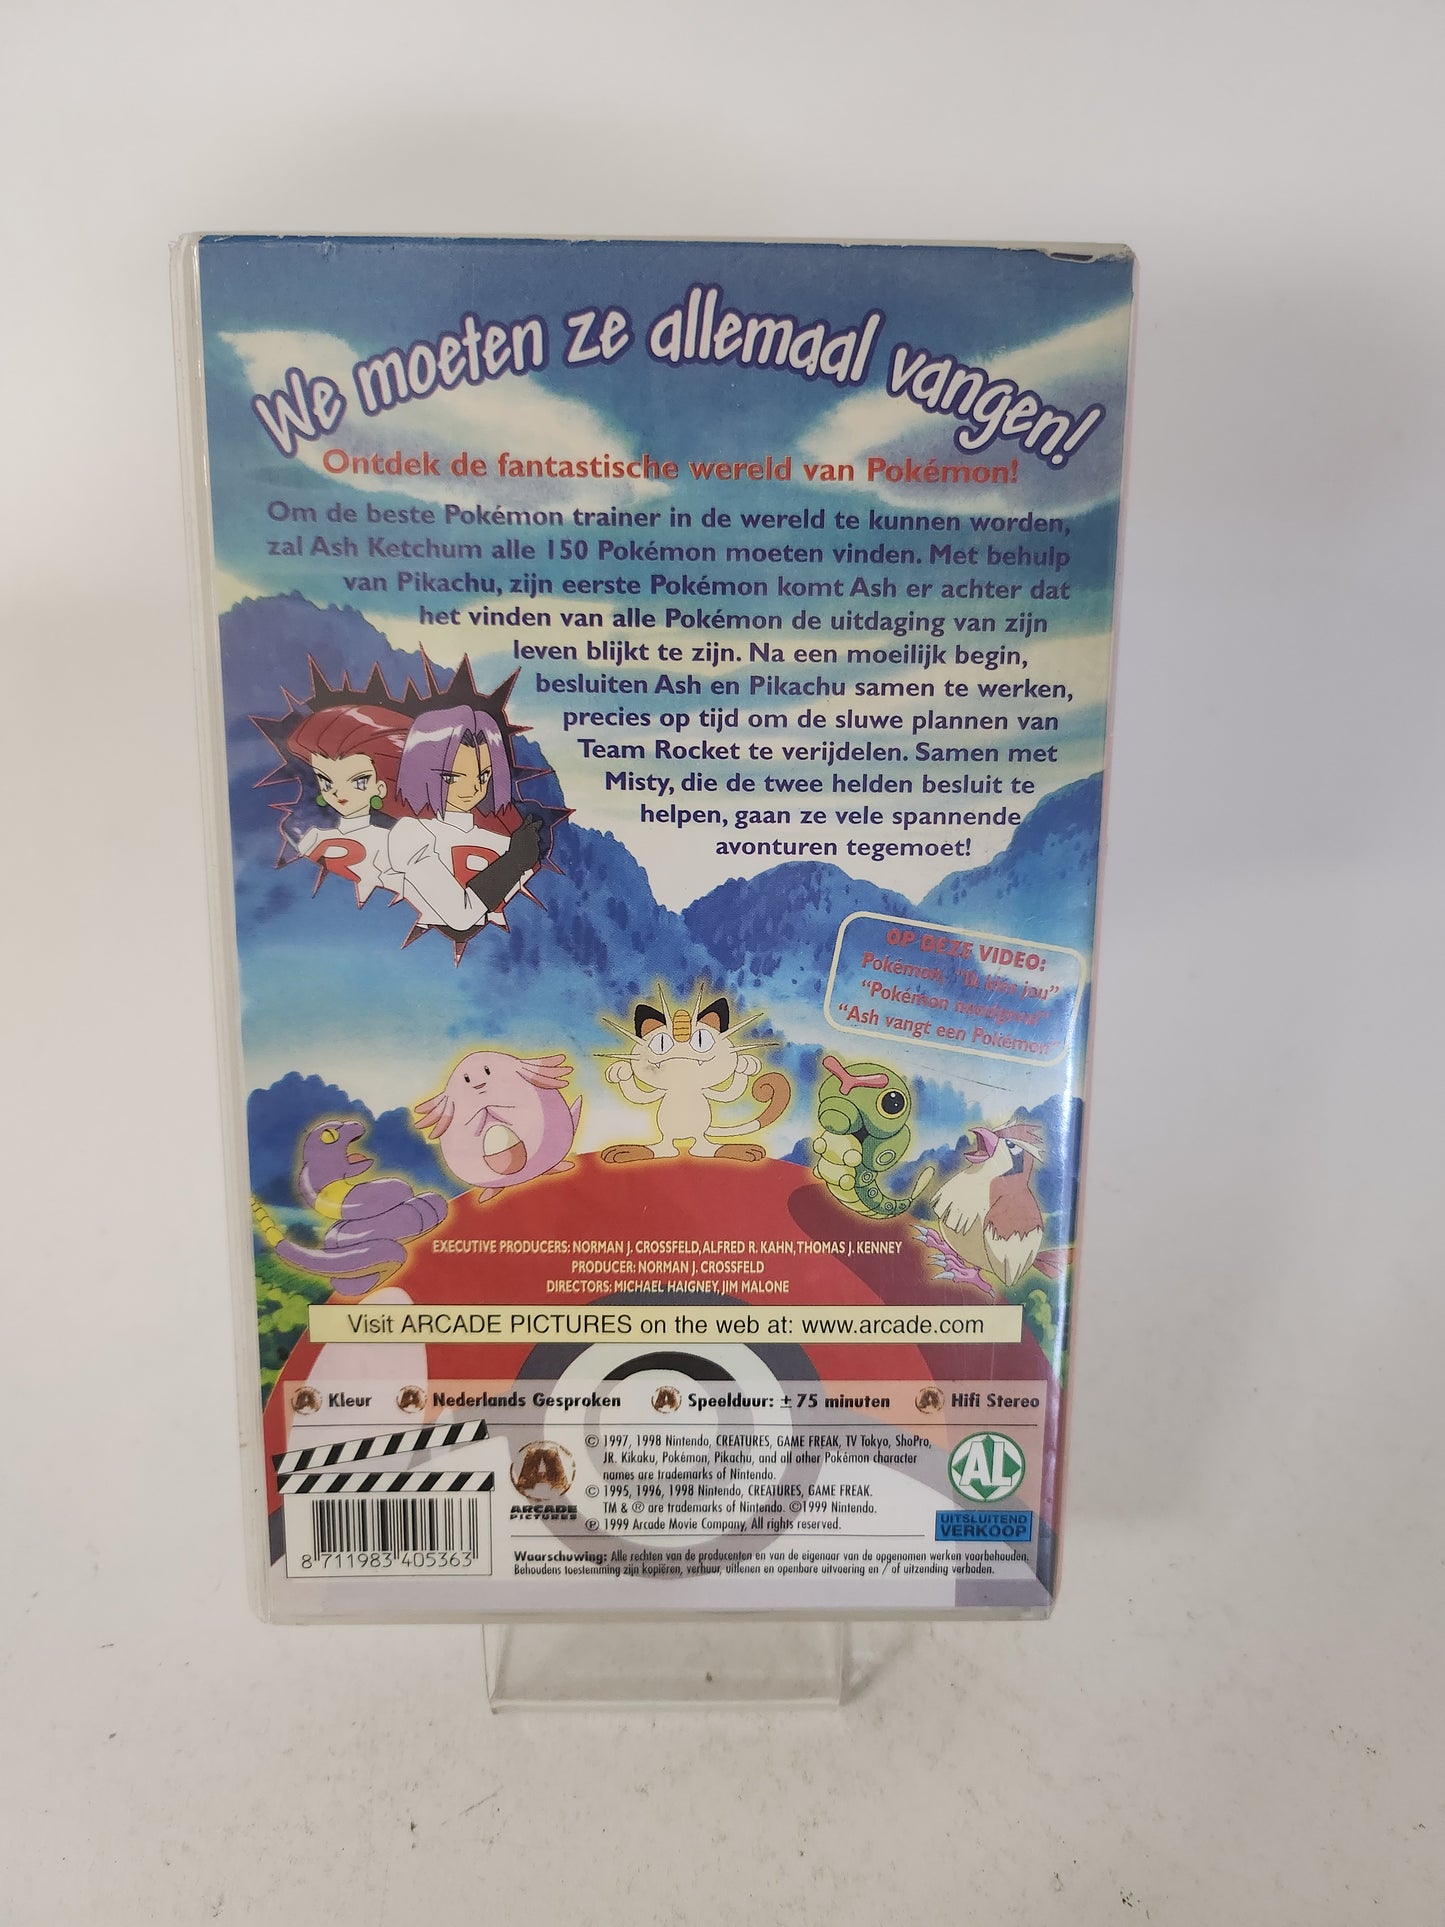 We moeten ze allemaal vangen!
Ontdek de fantastische wereld van Pokémon!
Om de beste Pokémon trainer in de wereld te kunnen worden,
zal Ash Ketchum alle 150 Pokémon moeten vinden. Met behulp
van Pikachu, zijn eerste Pokémon komt Ash er achter dat
het vinden van alle Pokémon de uitdaging van zijn
leven blijkt te zijn. Na een moeilijk begin,
besluiten Ash en Pikachu samen te werken,
precies op tijd om de sluwe plannen van
Team Rocket te verijdelen. Samen met
Misty, die de twee helden besluit te
helpen, gaan ze vele spannende
avonturen tegemoet!
R R
OP DEZE VIDEO:
Pokémon, "Ik kies jou"
"Pokémon
"Ash vangt een Pokémon"
EXECUTIVE PRODUCERS: NORMAN J. CROSSFELD, ALFRED R. KAHN, THOMAS J. KENNEY
PRODUCER: NORMAN J. CROSSFELD
DIRECTORS: MICHAEL HAIGNEY, JIM MALONE
Visit ARCADE PICTURES on the web at: www.arcade.com
Kleur Nederlands Gesproken Speelduur: ± 75 minuten Hifi Stereo
© 1997, 1998 Nintendo, CREATURES, GAME FREAK, TV Tokyo, ShoPro,
JR. Kikaku, Pokémon, Pikachu, and all other Pokémon character
names are trademarks of Nintendo.
© 1995, 1996, 1998 Nintendo, CREATURES, GAME FREAK.
TM & ® are trademarks of Nintendo. ©1999 Nintendo.
℗ 1999 Arcade Movie Company, All rights reserved.
A
ARCADE
PICTURES
AL
UITSLUITEND
VERKOOP
8 711983 405363
Waarschuwing: Alle rechten van de producenten en van de eigenaar van de opgenomen werken voorbehouden.
Behoudens toestemming zijn kopiëren, verhuur, uitlenen en openbare uitvoering en / of uitzending verboden.